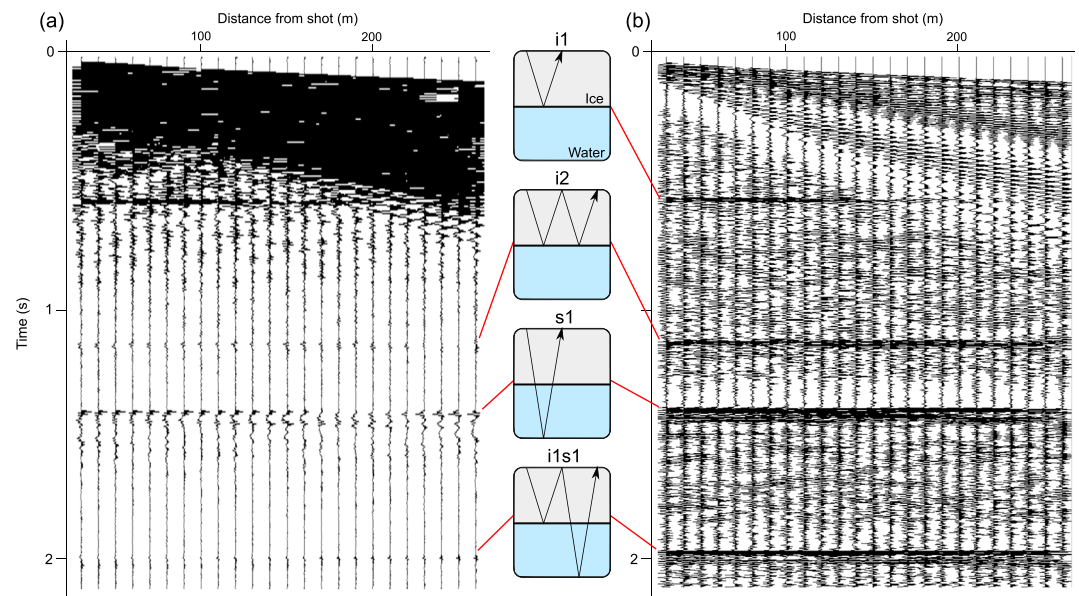 (a)
Distance from shot (m)
100
200
0
1
2
Time (s)
i1
Ice
Water
i2
s1
i1s1
(b)
Distance from shot (m)
100
200
0
1
2